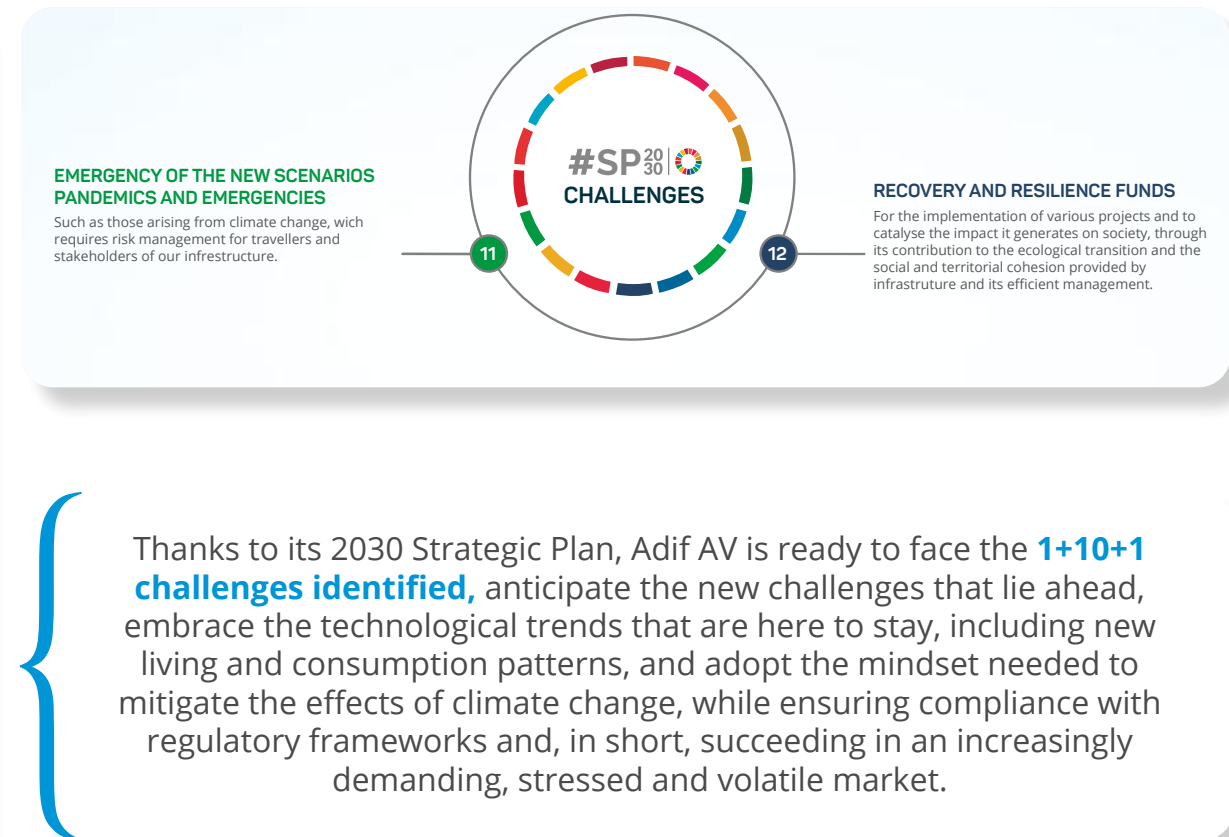 #SP 20
30
CHALLENGES
EMERGENCY OF THE NEW SCENARIOS
PANDEMICS AND EMERGENCIES
Such as those arising from climate change, wich
requires risk management for travellers and
stakeholders of our infrestructure.
11
12
RECOVERY AND RESILIENCE FUNDS
For the implementation of various projects and to
catalyse the impact it generates on society, through
its contribution to the ecological transition and the
social and territorial cohesion provided by
infrastruture and its efficient management.
Thanks to its 2030 Strategic Plan, Adif AV is ready to face the 1+10+1
challenges identified, anticipate the new challenges that lie ahead,
embrace the technological trends that are here to stay, including new
living and consumption patterns, and adopt the mindset needed to
mitigate the effects of climate change, while ensuring compliance with
regulatory frameworks and, in short, succeeding in an increasingly
demanding, stressed and volatile market.